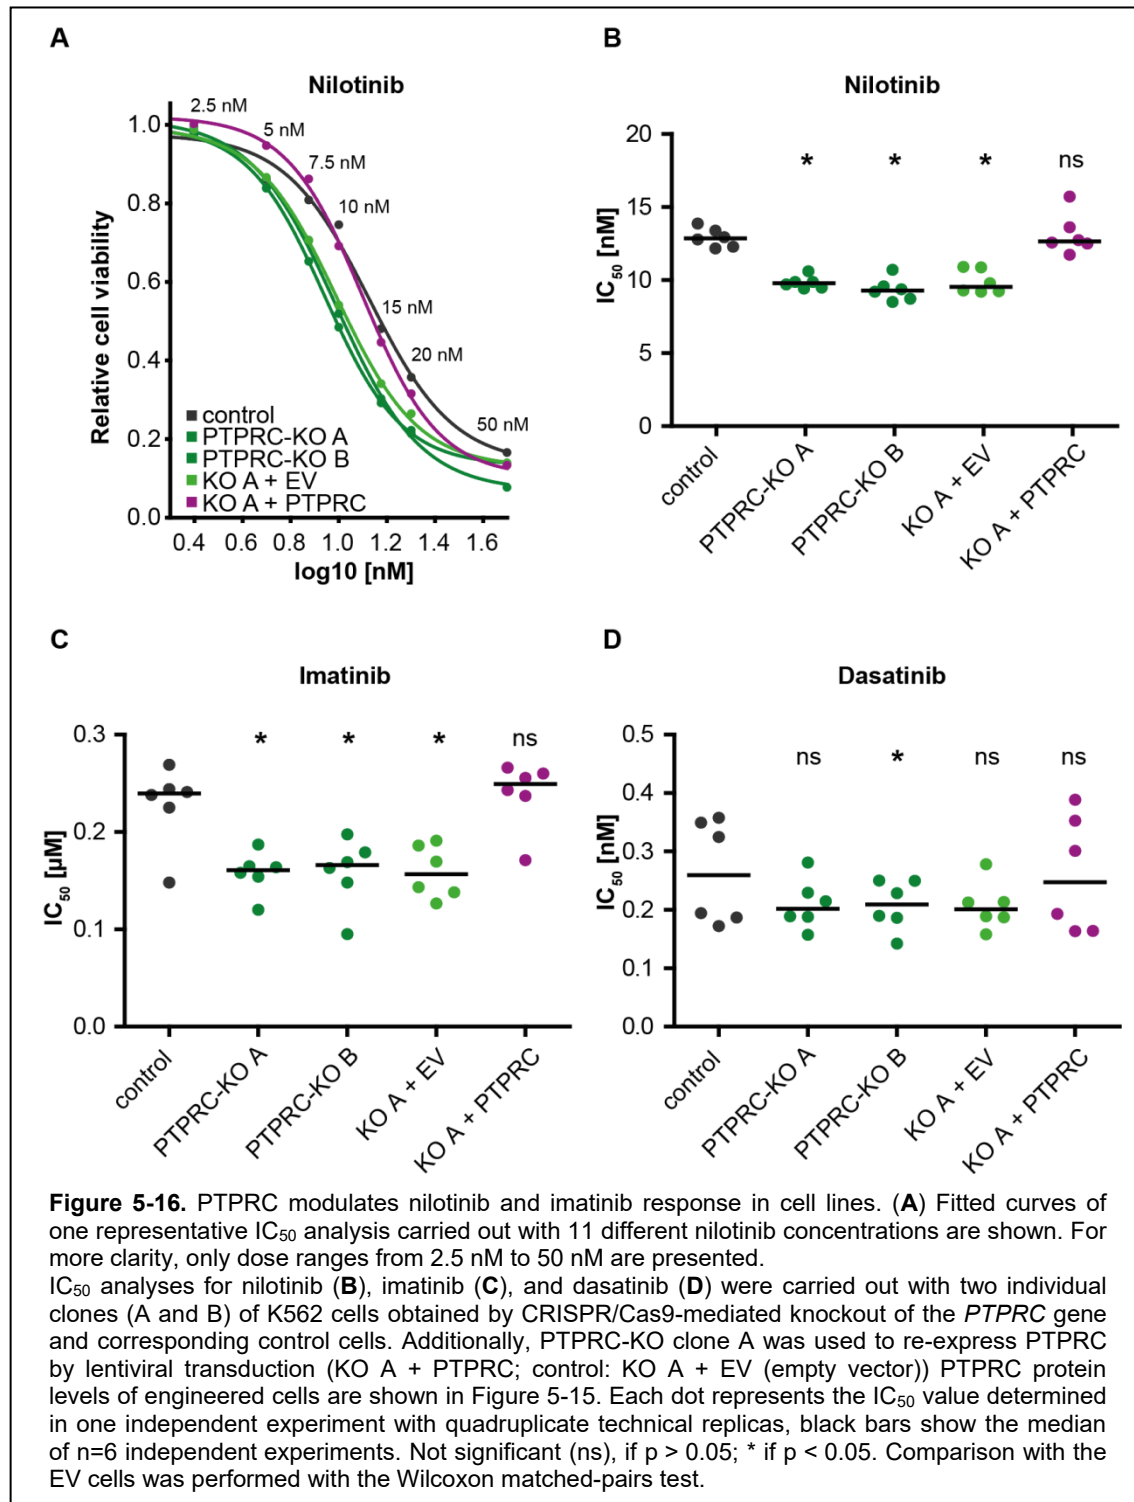 A
Nilotinib
Relative cell viability
1.0
0.8
0.6
0.4
0.2
0.0
2.5 nM
5 nM
7.5 nM
10 nM
15 nM
20 nM
50 nM
control
PTPRC-KO A
PTPRC-KO B
KO A + EV
KO A + PTPRC
0.4 0.6 0.8 1.0 1.2 1.4 1.6
log10 [nM]
B
Nilotinib
IC50 [nM]
20
15
10
5
0
* * * ns
control PTPRC-KO A PTPRC-KO B KO A + EV KO A + PTPRC
C
Imatinib
IC50 [µM]
0.3
0.2
0.1
0.0
* * * ns
control PTPRC-KO A PTPRC-KO B KO A + EV KO A + PTPRC
D
Dasatinib
IC50 [nM]
0.5
0.4
0.3
0.2
0.1
0.0
ns * ns ns
control PTPRC-KO A PTPRC-KO B KO A + EV KO A + PTPRC
Figure 5-16. PTPRC modulates nilotinib and imatinib response in cell lines. (A) Fitted curves of
one representative IC50 analysis carried out with 11 different nilotinib concentrations are shown. For
more clarity, only dose ranges from 2.5 nM to 50 nM are presented.
IC50 analyses for nilotinib (B), imatinib (C), and dasatinib (D) were carried out with two individual
clones (A and B) of K562 cells obtained by CRISPR/Cas9-mediated knockout of the PTPRC gene
and corresponding control cells. Additionally, PTPRC-KO clone A was used to re-express PTPRC
by lentiviral transduction (KO A + PTPRC; control: KO A + EV (empty vector)) PTPRC protein
levels of engineered cells are shown in Figure 5-15. Each dot represents the IC50 value determined
in one independent experiment with quadruplicate technical replicas, black bars show the median
of n=6 independent experiments. Not significant (ns), if p > 0.05; * if p < 0.05. Comparison with the
EV cells was performed with the Wilcoxon matched-pairs test.